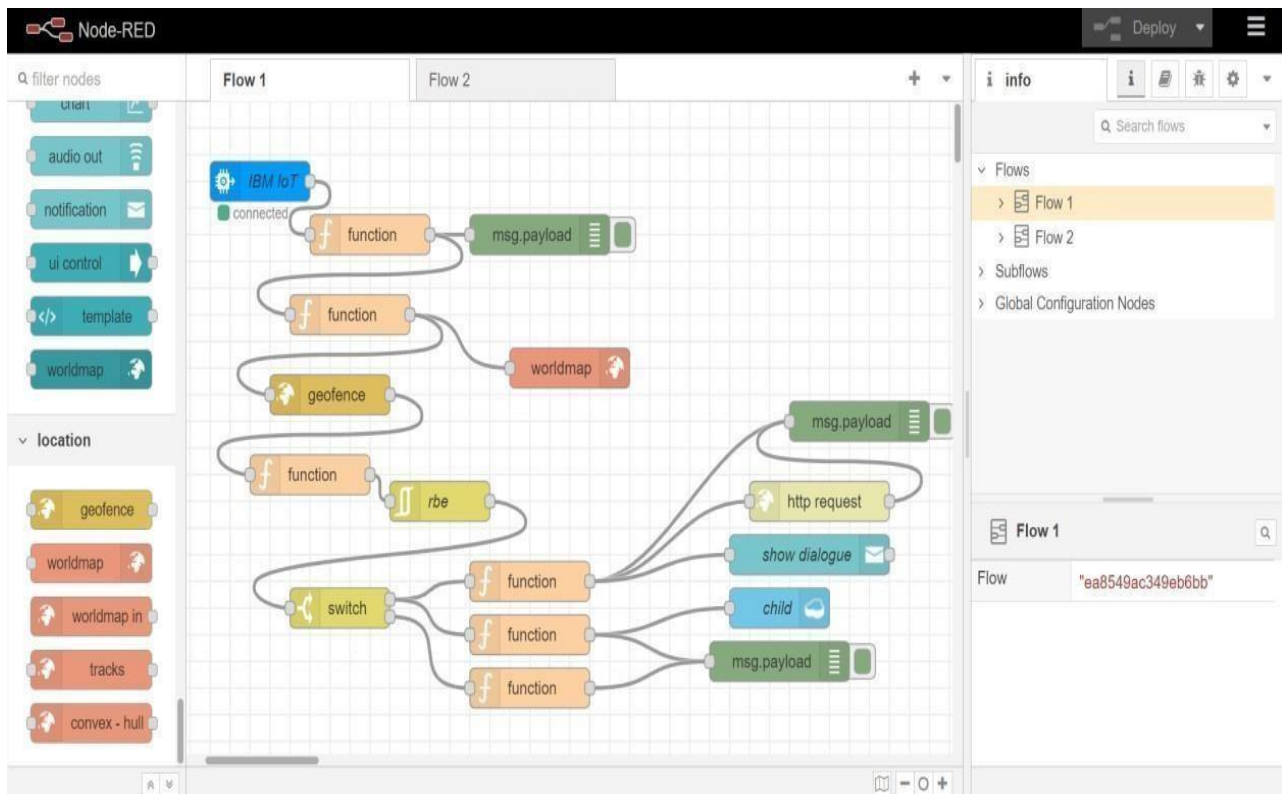 Node-RED
Deploy
filter nodes
chart
audio out
notification
ui control
</> template
worldmap
location
geofence
worldmap
worldmap in
tracks
convex - hull
Flow 1
Flow 2
IBM IoT
connected
function
msg.payload
function
worldmap
geofence
msg.payload
function
rbe
http request
show dialogue
function
switch
child
function
msg.payload
function
i info
i
Search flows
Flows
Flow 1
Flow 2
Subflows
Global Configuration Nodes
Flow 1
Flow "ea8549ac349eb6bb"